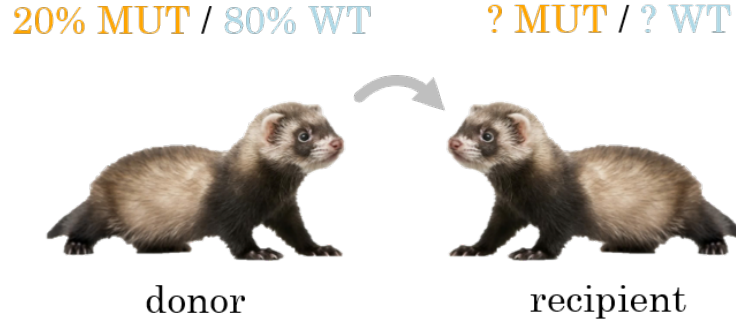 20% MUT / 80% WT
? MUT / ? WT
donor
recipient